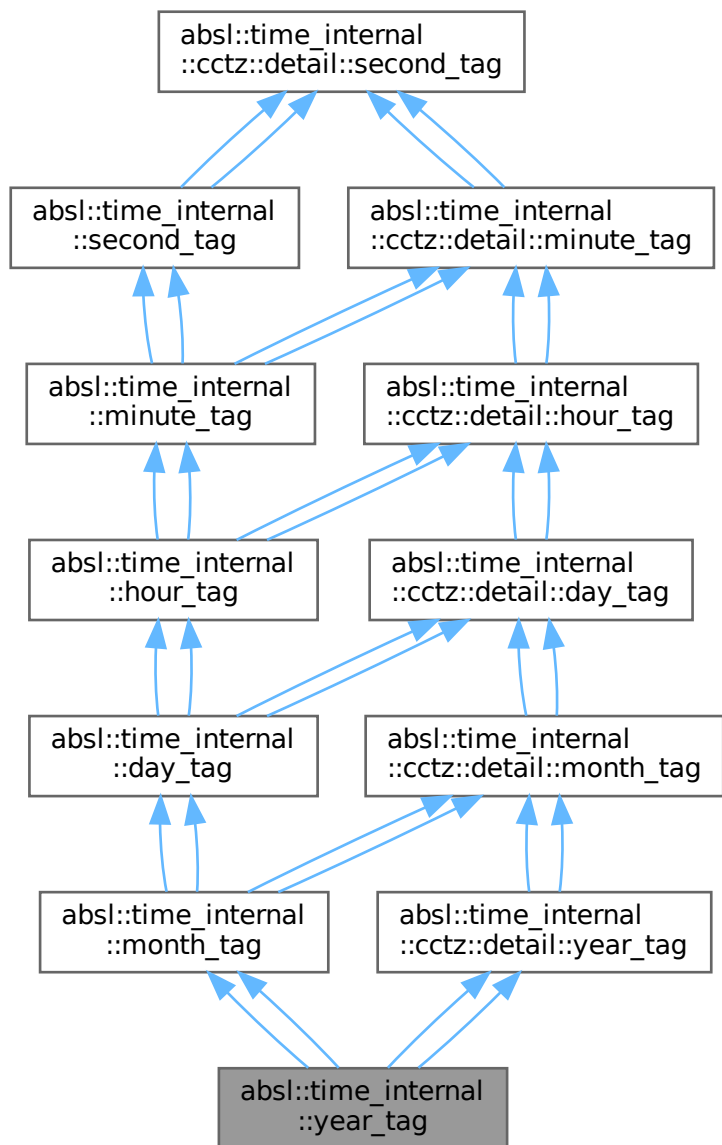 absl::time_internal
::cctz::detail::second_tag
absl::time_internal
::second_tag
absl::time_internal
::cctz::detail::minute_tag
absl::time_internal
::minute_tag
absl::time_internal
::cctz::detail::hour_tag
absl::time_internal
::hour_tag
absl::time_internal
::cctz::detail::day_tag
absl::time_internal
::day_tag
absl::time_internal
::cctz::detail::month_tag
absl::time_internal
::month_tag
absl::time_internal
::cctz::detail::year_tag
absl::time_internal
::year_tag